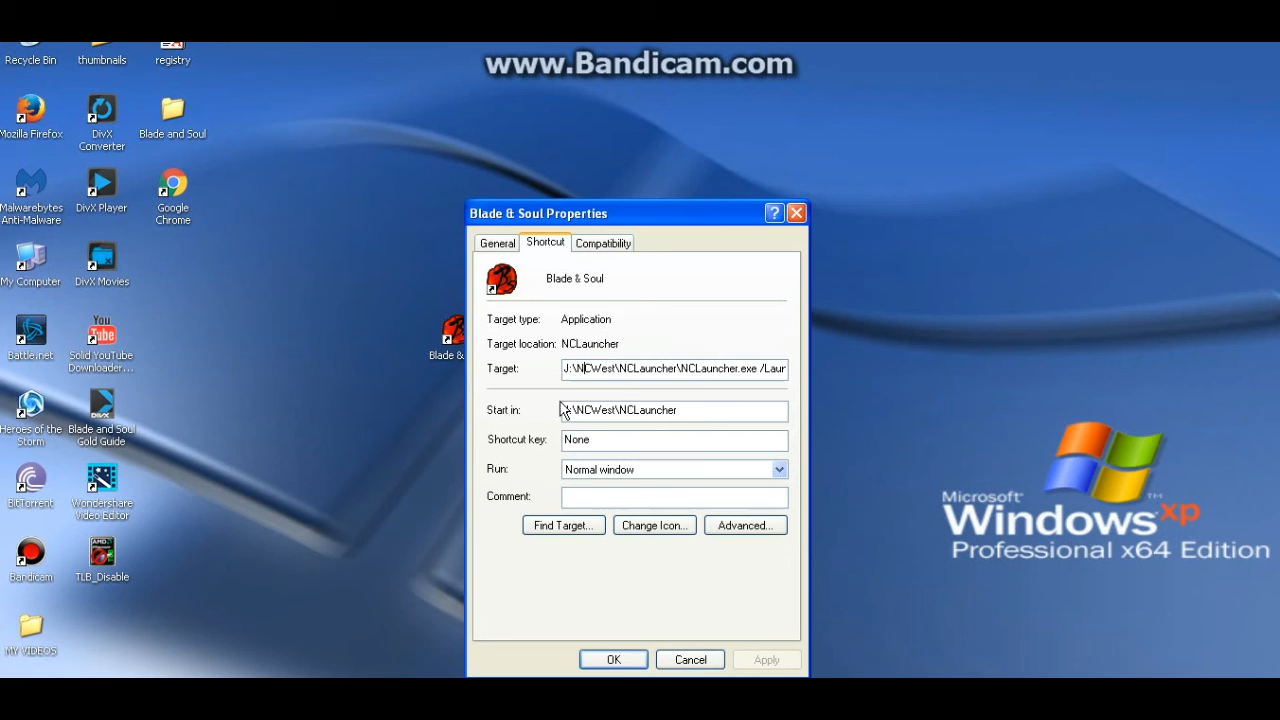 www.Bandicam.com
Recycle Bin
thumbnails
registry
Mozilla Firefox
DivX
Converter
Blade and Soul
Malwarebytes
Anti-Malware
DivX Player
Google
Chrome
My Computer
DivX Movies
Battle.net
Solid YouTube
Downloader...
Heroes of the
Storm
Blade and Soul
Gold Guide
BitTorrent
Wondershare
Video Editor
Bandicam
TLB_Disable
MY VIDEOS
Blade &
Blade & Soul Properties
General
Shortcut
Compatibility
Blade & Soul
Target type: Application
Target location: NCLauncher
Target: J:\NCWest\NCLauncher\NCLauncher.exe /Laun
Start in: :\NCWest\NCLauncher
Shortcut key: None
Run: Normal window
Comment:
Find Target...
Change Icon...
Advanced...
OK
Cancel
Apply
Microsoft
Windows xp
TM
Professional x64 Edition